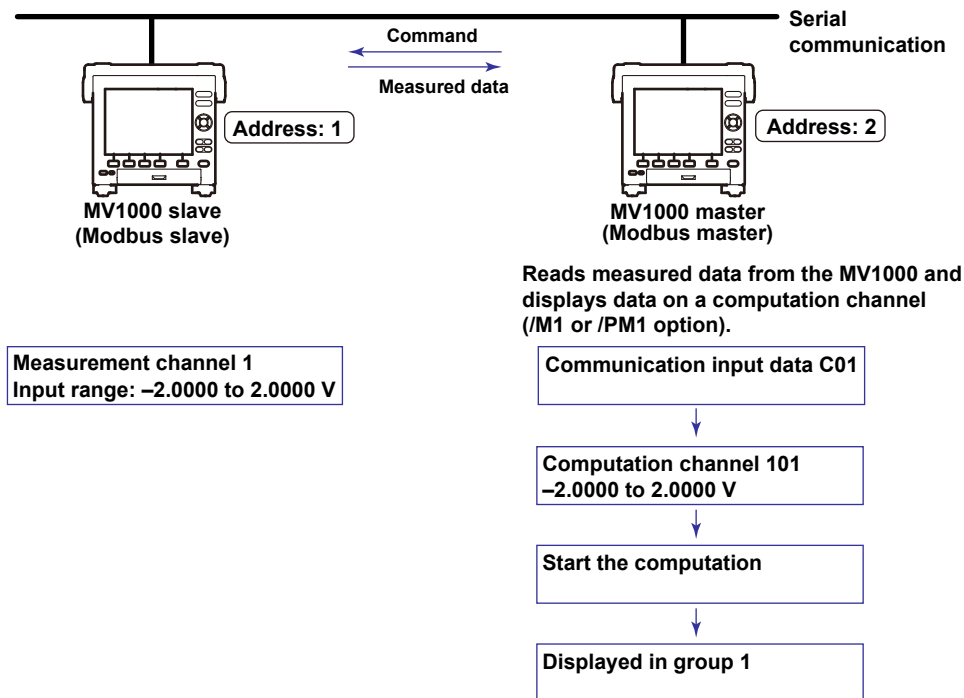 Serial
communication
Command
Measured data
Address: 1
Address: 2
MV1000 slave
(Modbus slave)
MV1000 master
(Modbus master)
Reads measured data from the MV1000 and
displays data on a computation channel
(/M1 or /PM1 option).
Measurement channel 1
Input range: –2.0000 to 2.0000 V
Communication input data C01
Computation channel 101
–2.0000 to 2.0000 V
Start the computation
Displayed in group 1